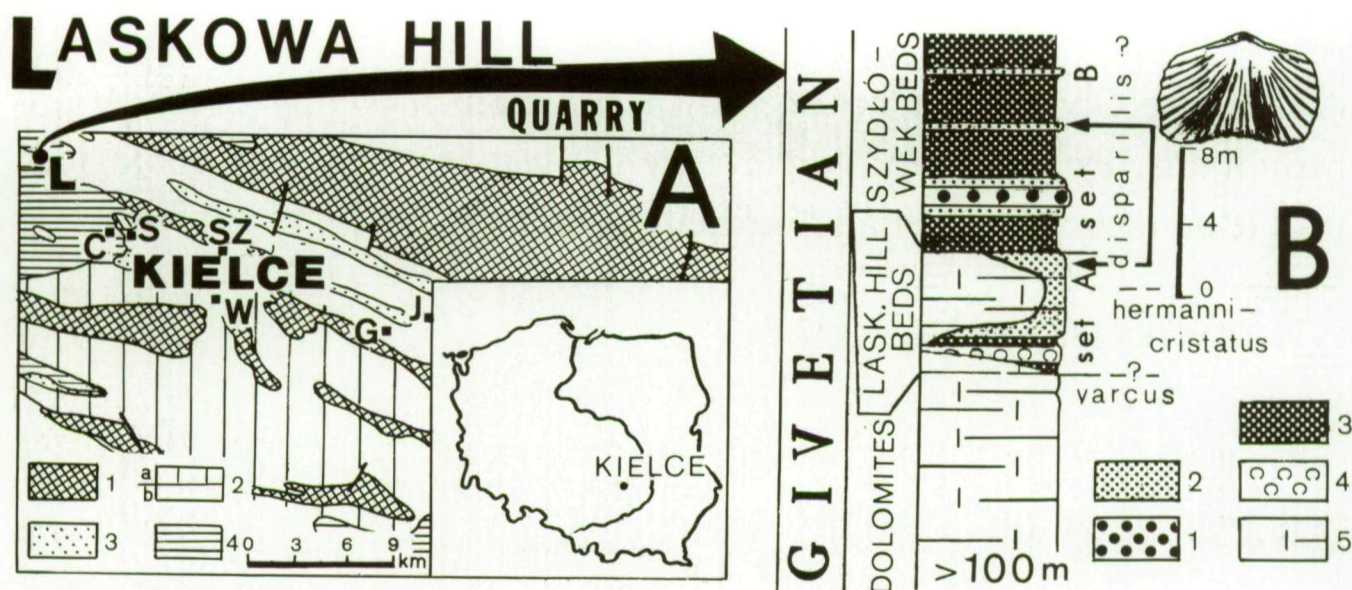 LASKOWA HILL
QUARRY
A
L
C
S
SZ
KIELCE
W
G
J
1
a
b
2
3
4
0 3 6 9
km
KIELCE
GIVETIAN
SZYDŁO-
WEK BEDS
LASK. HILL
BEDS
DOLOMITES
>100m
set A
set B
disparilis ?
hermanni-
cristatus
?
varcus
8m
4
0
B
3
2
4
1
5